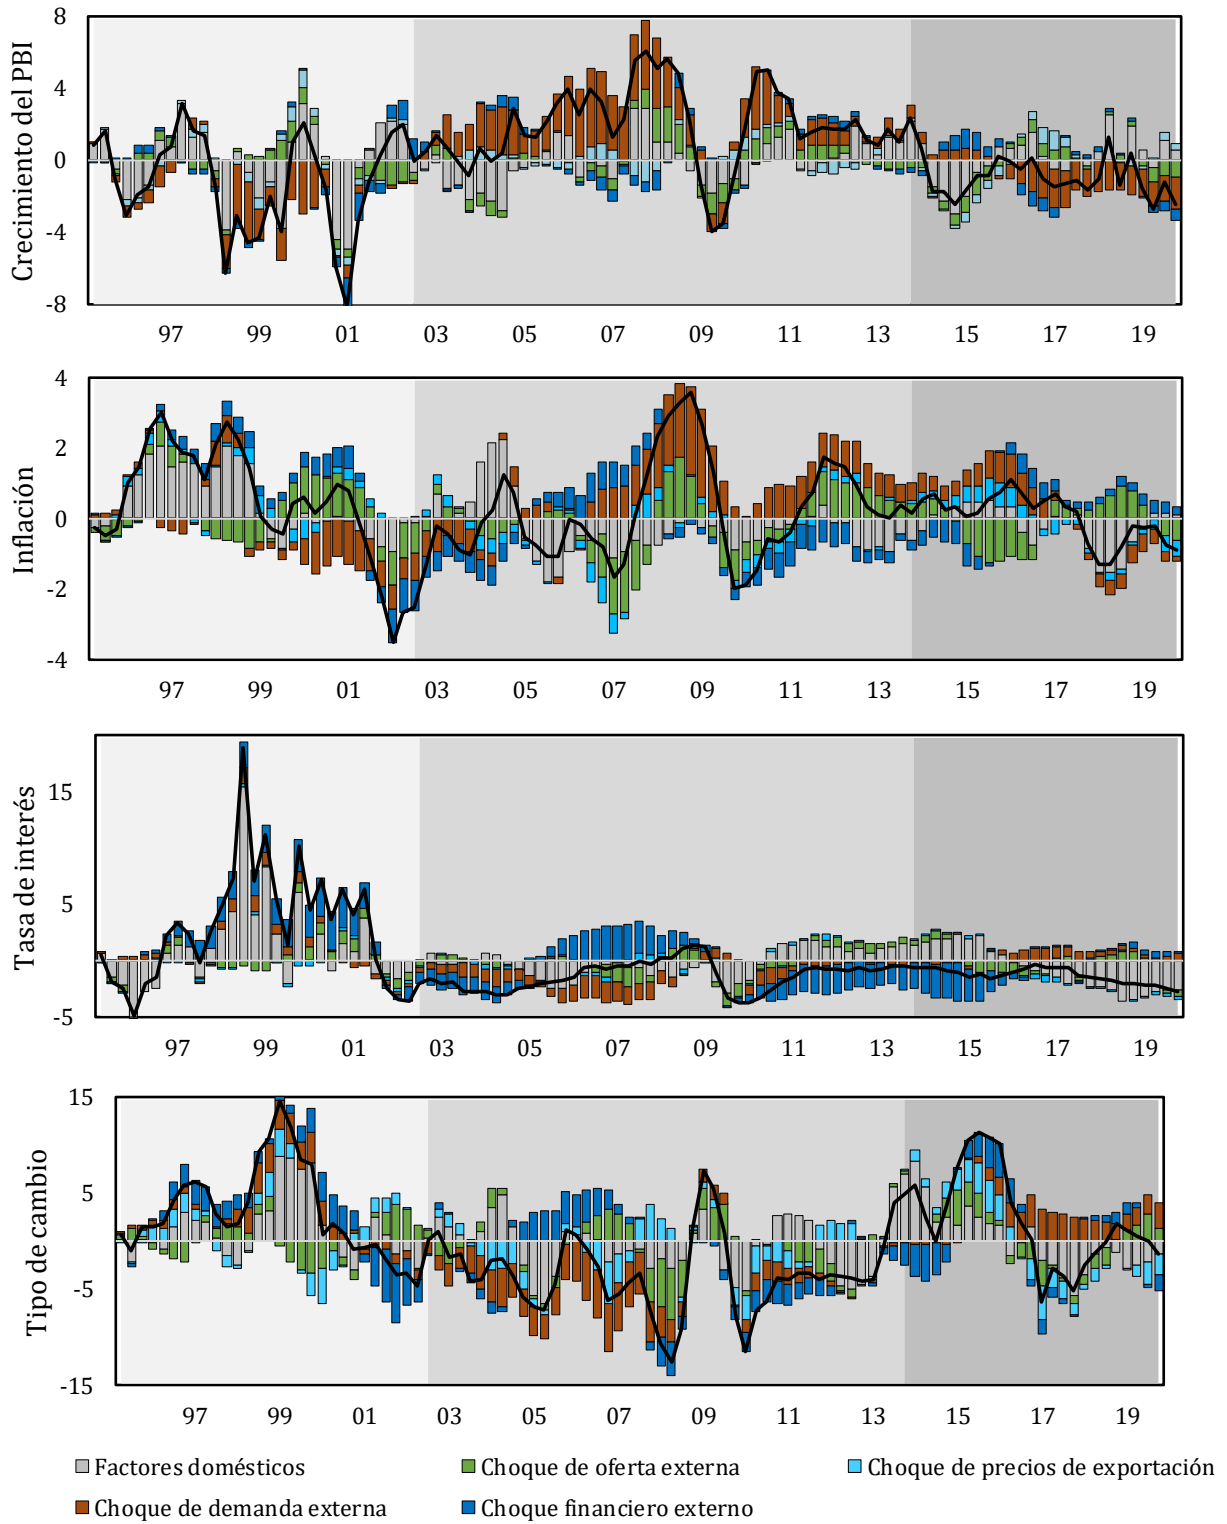 Crecimiento del PBI
8
4
0
-4
-8
97 99 01 03 05 07 09 11 13 15 17 19
Inflación
4
2
0
-2
-4
97 99 01 03 05 07 09 11 13 15 17 19
Tasa de interés
15
5
-5
97 99 01 03 05 07 09 11 13 15 17 19
Tipo de cambio
15
5
-5
-15
97 99 01 03 05 07 09 11 13 15 17 19
Factores domésticos Choque de oferta externa Choque de precios de exportación
Choque de demanda externa Choque financiero externo